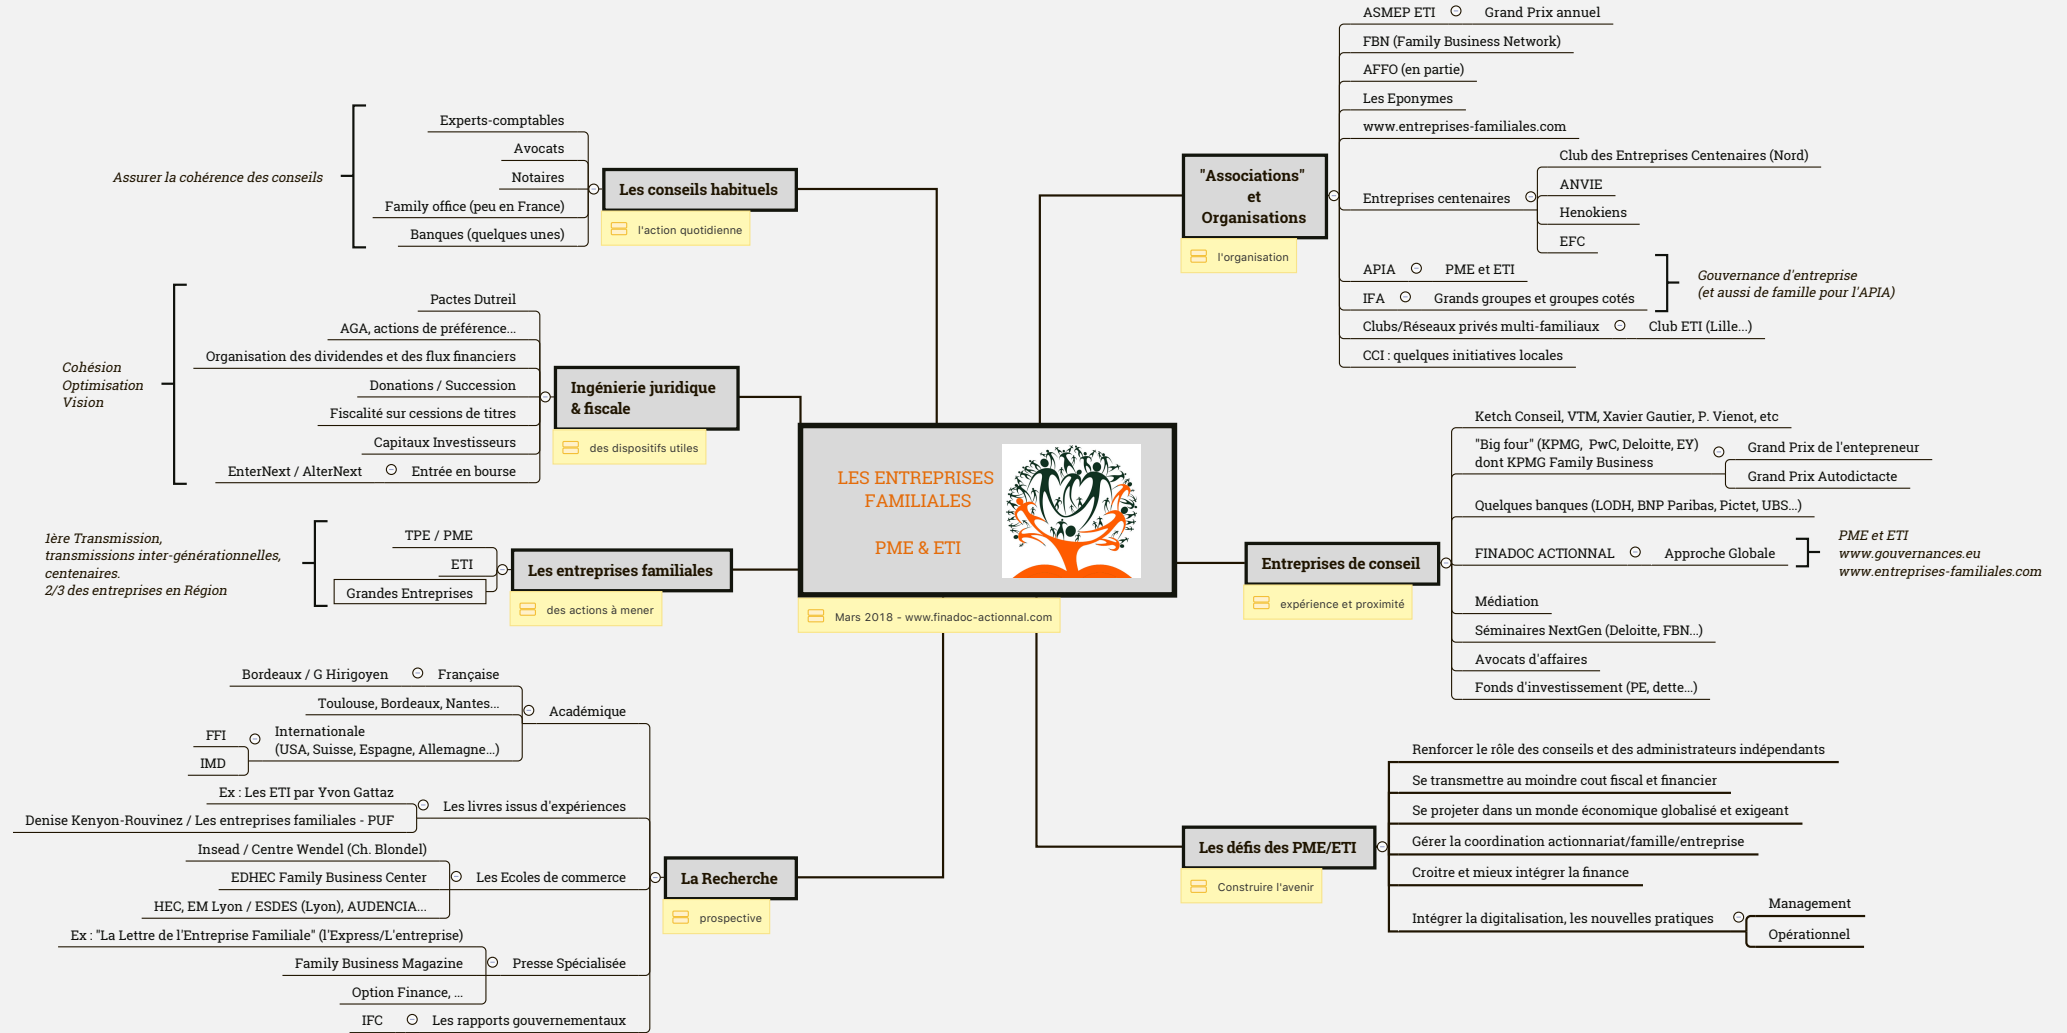 LES ENTREPRISES
FAMILIALES
PME & ETI
Mars 2018 - www.finadoc-actionnal.com
Les conseils habituels
l'action quotidienne
Experts-comptables
Avocats
Notaires
Family office (peu en France)
Banques (quelques unes)
Assurer la cohérence des conseils
Ingénierie juridique
& fiscale
des dispositifs utiles
Pactes Dutreil
AGA, actions de préférence...
Organisation des dividendes et des flux financiers
Donations / Succession
Fiscalité sur cessions de titres
Capitaux Investisseurs
EnterNext / AlterNext
Entrée en bourse
Cohésion
Optimisation
Vision
Les entreprises familiales
des actions à mener
TPE / PME
ETI
Grandes Entreprises
1ère Transmission,
transmissions inter-générationnelles,
centenaires.
2/3 des entreprises en Région
La Recherche
prospective
Académique
Française
Bordeaux / G Hirigoyen
Toulouse, Bordeaux, Nantes...
Internationale
(USA, Suisse, Espagne, Allemagne...)
FFI
IMD
Les livres issus d'expériences
Ex : Les ETI par Yvon Gattaz
Denise Kenyon-Rouvinez / Les entreprises familiales - PUF
Les Ecoles de commerce
Insead / Centre Wendel (Ch. Blondel)
EDHEC Family Business Center
HEC, EM Lyon / ESDES (Lyon), AUDENCIA...
Presse Spécialisée
Ex : "La Lettre de l'Entreprise Familiale" (l'Express/L'entreprise)
Family Business Magazine
Option Finance, ...
Les rapports gouvernementaux
IFC
"Associations"
et
Organisations
l'organisation
ASMEP ETI
Grand Prix annuel
FBN (Family Business Network)
AFFO (en partie)
Les Eponymes
www.entreprises-familiales.com
Entreprises centenaires
Club des Entreprises Centenaires (Nord)
ANVIE
Henokiens
EFC
APIA
PME et ETI
IFA
Grands groupes et groupes cotés
Gouvernance d'entreprise
(et aussi de famille pour l'APIA)
Clubs/Réseaux privés multi-familiaux
Club ETI (Lille...)
CCI : quelques initiatives locales
Entreprises de conseil
expérience et proximité
Ketch Conseil, VTM, Xavier Gautier, P. Vienot, etc
"Big four" (KPMG, PwC, Deloitte, EY)
dont KPMG Family Business
Grand Prix de l'entepreneur
Grand Prix Autodictacte
Quelques banques (LODH, BNP Paribas, Pictet, UBS...)
FINADOC ACTIONNAL
Approche Globale
PME et ETI
www.gouvernances.eu
www.entreprises-familiales.com
Médiation
Séminaires NextGen (Deloitte, FBN...)
Avocats d'affaires
Fonds d'investissement (PE, dette...)
Les défis des PME/ETI
Construire l'avenir
Renforcer le rôle des conseils et des administrateurs indépendants
Se transmettre au moindre cout fiscal et financier
Se projeter dans un monde économique globalisé et exigeant
Gérer la coordination actionnariat/famille/entreprise
Croitre et mieux intégrer la finance
Intégrer la digitalisation, les nouvelles pratiques
Management
Opérationnel